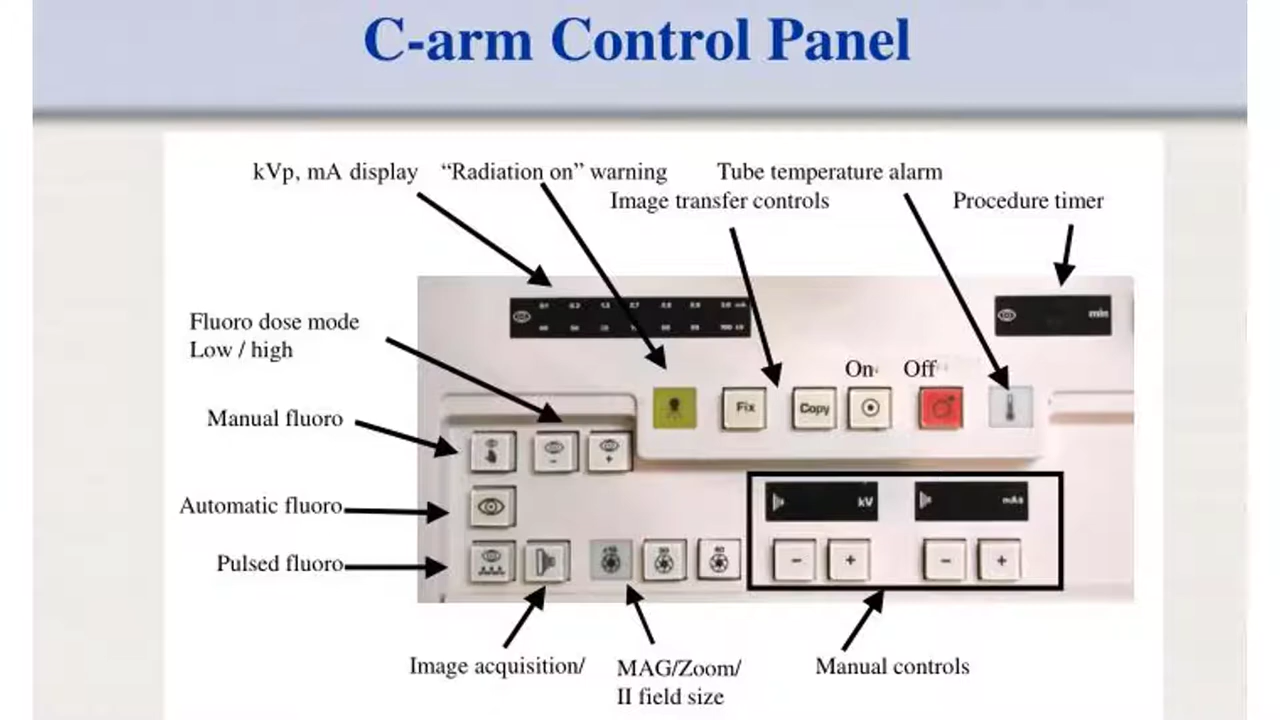 C-arm Control Panel
kVp, mA display
“Radiation on” warning
Tube temperature alarm
Image transfer controls
Procedure timer
min
Fluoro dose mode
Low / high
On
Off
Fix
Copy
Manual fluoro
-
+
Automatic fluoro
kV
mAs
Pulsed fluoro
- +
- +
Image acquisition/
MAG/Zoom/
II field size
Manual controls